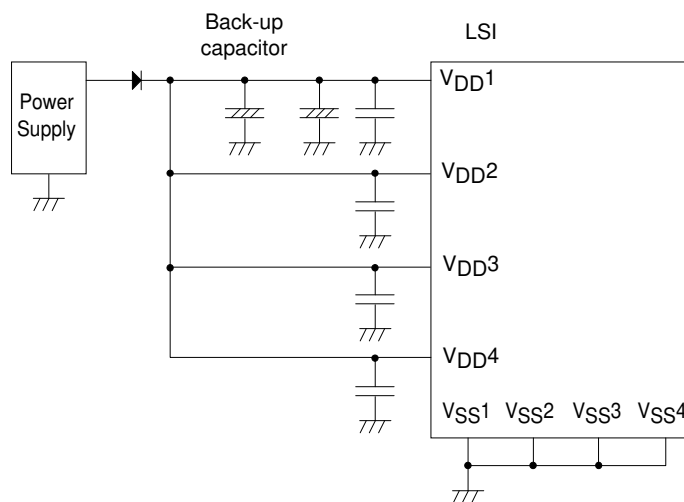 Back-up
capacitor
LSI
Power
Supply
VDD1
VDD2
VDD3
VDD4
VSS1 VSS2 VSS3 VSS4